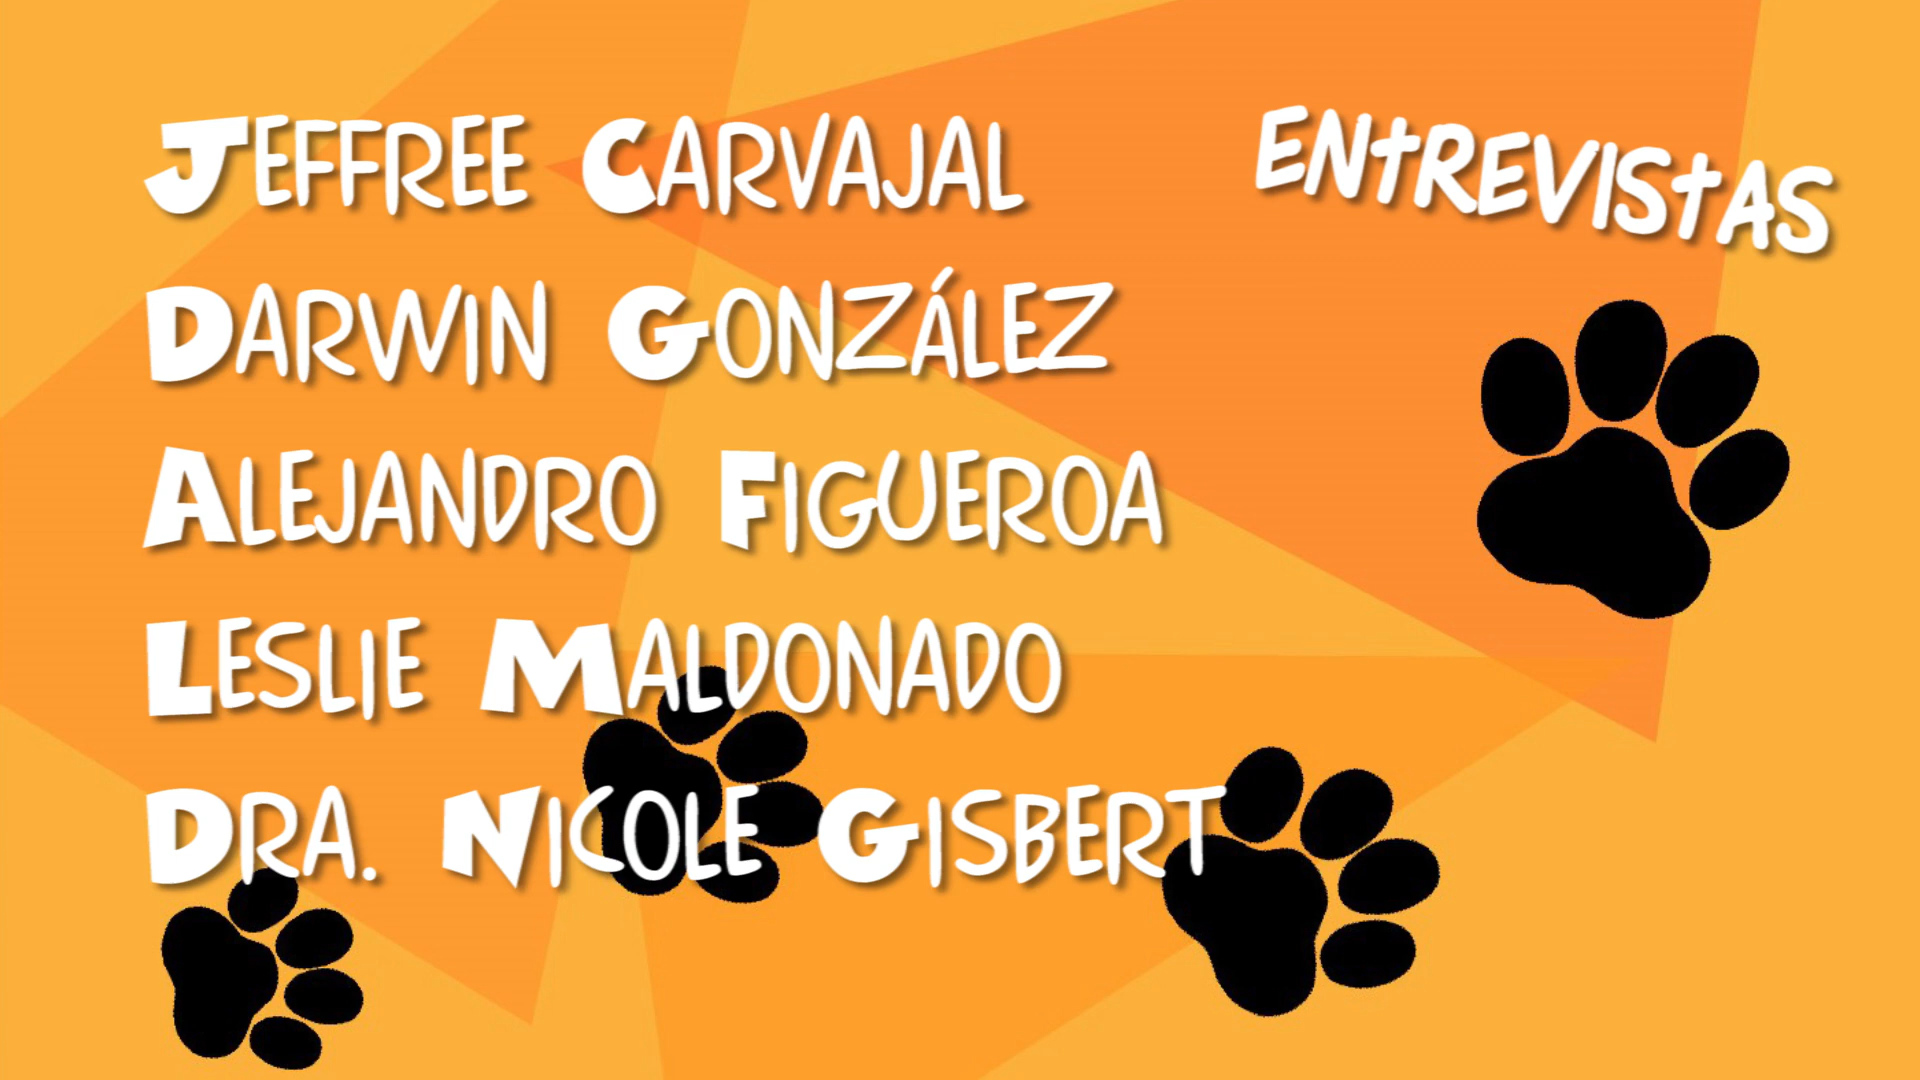 Jeffree Carvajal
ENTREVISTAS
Darwin González
Alejandro Figueroa
Leslie Maldonado
Dra. Nicole Gisbert